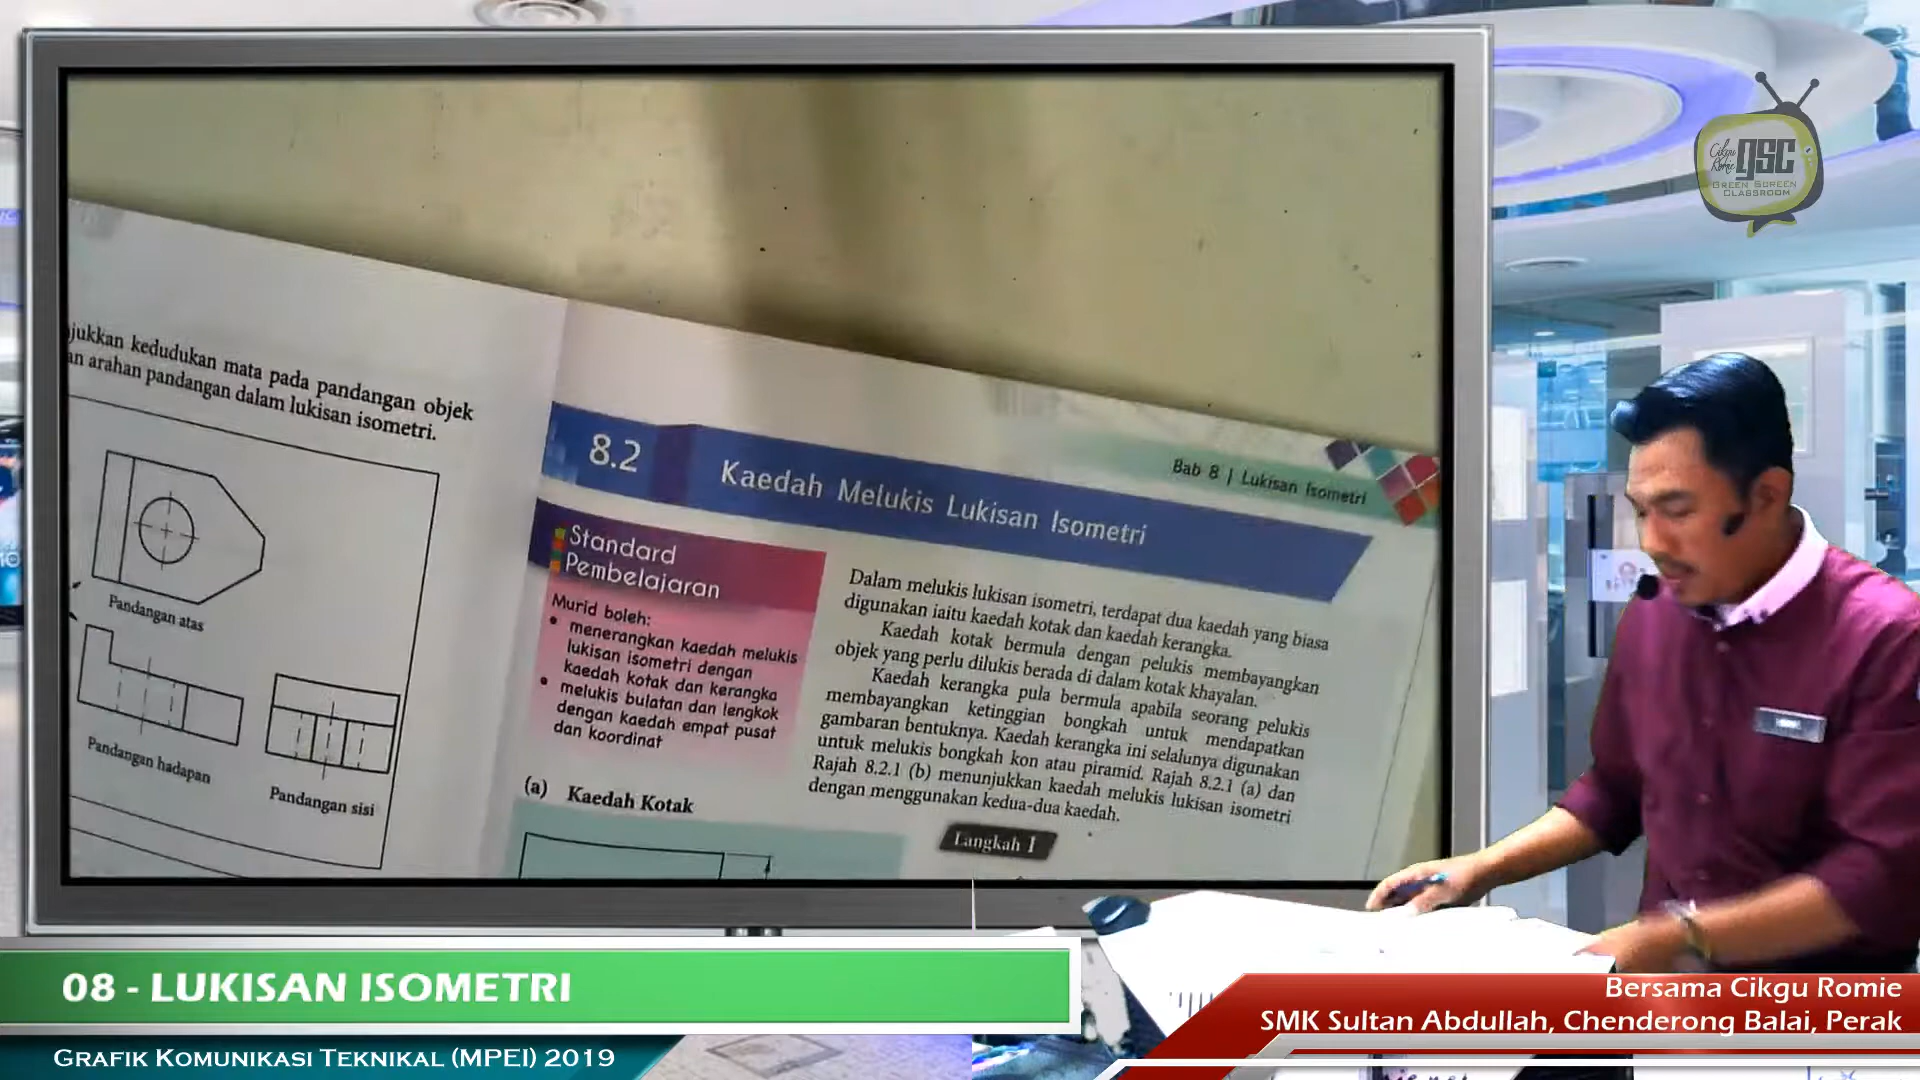 Cikgu
Romie
gsc
GREEN SCREEN
CLASSROOM
jukkan kedudukan mata pada pandangan objek
an arahan pandangan dalam lukisan isometri.
Pandangan atas
Pandangan hadapan
Pandangan sisi
Bab 8 | Lukisan Isometri
8.2 Kaedah Melukis Lukisan Isometri
Standard
Pembelajaran
Murid boleh:
• menerangkan kaedah melukis
lukisan isometri dengan
kaedah kotak dan kerangka
• melukis bulatan dan lengkok
dengan kaedah empat pusat
dan koordinat
Dalam melukis lukisan isometri, terdapat dua kaedah yang biasa
digunakan iaitu kaedah kotak dan kaedah kerangka.
Kaedah kotak bermula dengan pelukis membayangkan
objek yang perlu dilukis berada di dalam kotak khayalan.
Kaedah kerangka pula bermula apabila seorang pelukis
membayangkan ketinggian bongkah untuk mendapatkan
gambaran bentuknya. Kaedah kerangka ini selalunya digunakan
untuk melukis bongkah kon atau piramid. Rajah 8.2.1 (a) dan
Rajah 8.2.1 (b) menunjukkan kaedah melukis lukisan isometri
dengan menggunakan kedua-dua kaedah.
(a) Kaedah Kotak
Langkah 1
08 - LUKISAN ISOMETRI
GRAFIK KOMUNIKASI TEKNIKAL (MPEI) 2019
Bersama Cikgu Romie
SMK Sultan Abdullah, Chenderong Balai, Perak